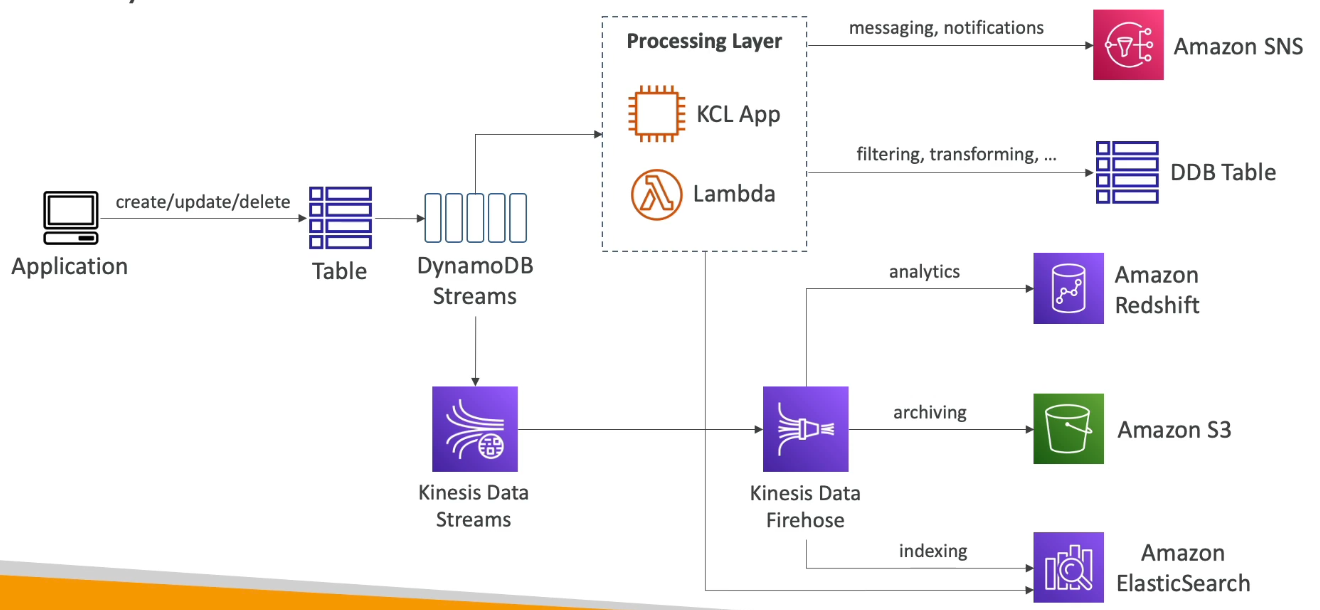 Processing Layer
KCL App
Lambda
messaging, notifications
Amazon SNS
filtering, transforming, ...
DDB Table
create/update/delete
Application
Table
DynamoDB
Streams
analytics
Amazon
Redshift
archiving
Amazon S3
Kinesis Data
Streams
Kinesis Data
Firehose
indexing
Amazon
ElasticSearch